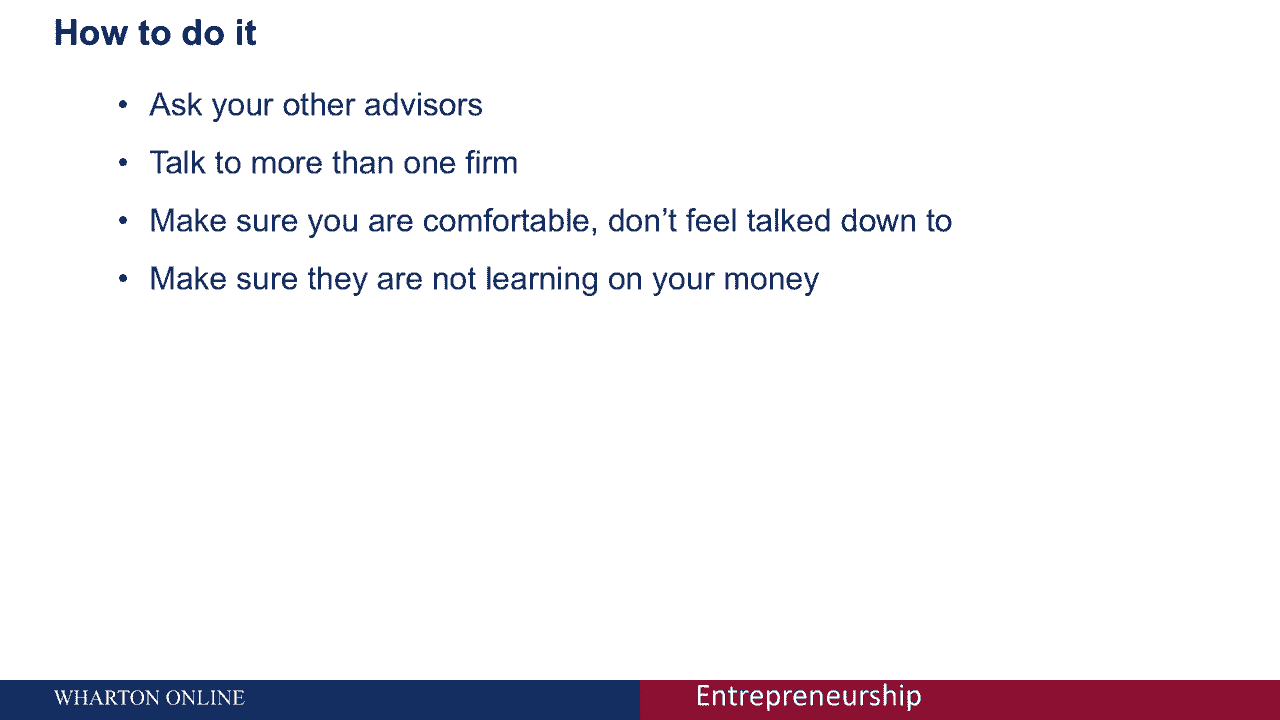 How to do it
• Ask your other advisors
• Talk to more than one firm
• Make sure you are comfortable, don’t feel talked down to
• Make sure they are not learning on your money
WHARTON ONLINE
Entrepreneurship